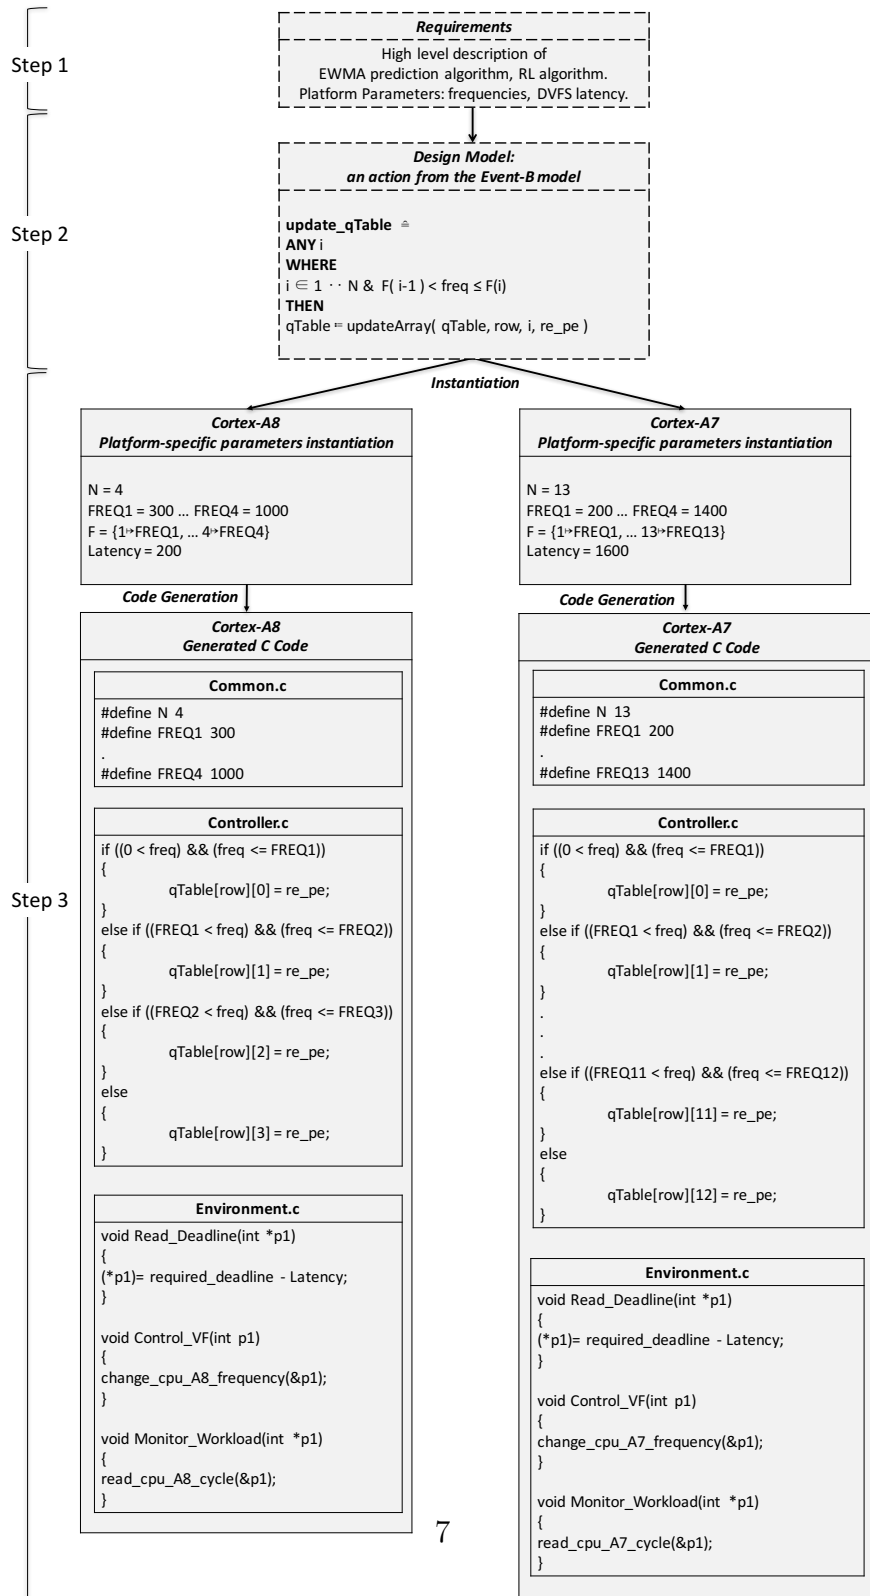 Step 1
Requirements
High level description of
EWMA prediction algorithm, RL algorithm.
Platform Parameters: frequencies, DVFS latency.
Step 2
Design Model:
an action from the Event-B model
update_qTable ≙
ANY i
WHERE
i ∈ 1 ·· N & F( i-1 ) < freq ≤ F(i)
THEN
qTable ≔ updateArray( qTable, row, i, re_pe )
Instantiation
Step 3
Cortex-A8
Platform-specific parameters instantiation
N = 4
FREQ1 = 300 ... FREQ4 = 1000
F = {1↦FREQ1, ... 4↦FREQ4}
Latency = 200
Code Generation
Cortex-A8
Generated C Code
Common.c
#define N 4
#define FREQ1 300
.
#define FREQ4 1000
Controller.c
if ((0 < freq) && (freq <= FREQ1))
{
qTable[row][0] = re_pe;
}
else if ((FREQ1 < freq) && (freq <= FREQ2))
{
qTable[row][1] = re_pe;
}
else if ((FREQ2 < freq) && (freq <= FREQ3))
{
qTable[row][2] = re_pe;
}
else
{
qTable[row][3] = re_pe;
}
Environment.c
void Read_Deadline(int *p1)
{
(*p1)= required_deadline - Latency;
}
void Control_VF(int p1)
{
change_cpu_A8_frequency(&p1);
}
void Monitor_Workload(int *p1)
{
read_cpu_A8_cycle(&p1);
}
Cortex-A7
Platform-specific parameters instantiation
N = 13
FREQ1 = 200 ... FREQ4 = 1400
F = {1↦FREQ1, ... 13↦FREQ13}
Latency = 1600
Code Generation
Cortex-A7
Generated C Code
Common.c
#define N 13
#define FREQ1 200
.
#define FREQ13 1400
Controller.c
if ((0 < freq) && (freq <= FREQ1))
{
qTable[row][0] = re_pe;
}
else if ((FREQ1 < freq) && (freq <= FREQ2))
{
qTable[row][1] = re_pe;
}
.
.
.
else if ((FREQ11 < freq) && (freq <= FREQ12))
{
qTable[row][11] = re_pe;
}
else
{
qTable[row][12] = re_pe;
}
Environment.c
void Read_Deadline(int *p1)
{
(*p1)= required_deadline - Latency;
}
void Control_VF(int p1)
{
change_cpu_A7_frequency(&p1);
}
void Monitor_Workload(int *p1)
{
read_cpu_A7_cycle(&p1);
}
7